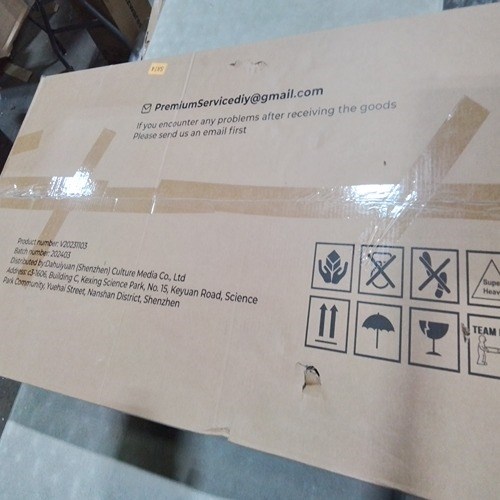 PremiumServicediy@gmail.com
If you encounter any problems after receiving the goods
Please send us an email first
Product number: V20231103
Batch number: 202403
Distributed by:Dahuiyuan (Shenzhen) Culture Media Co., Ltd
Address: c3-1606, Building C, Kexing Science Park, No. 15, Keyuan Road, Science
Park Community, Yuehai Street, Nanshan District, Shenzhen
Heavy
TEAM